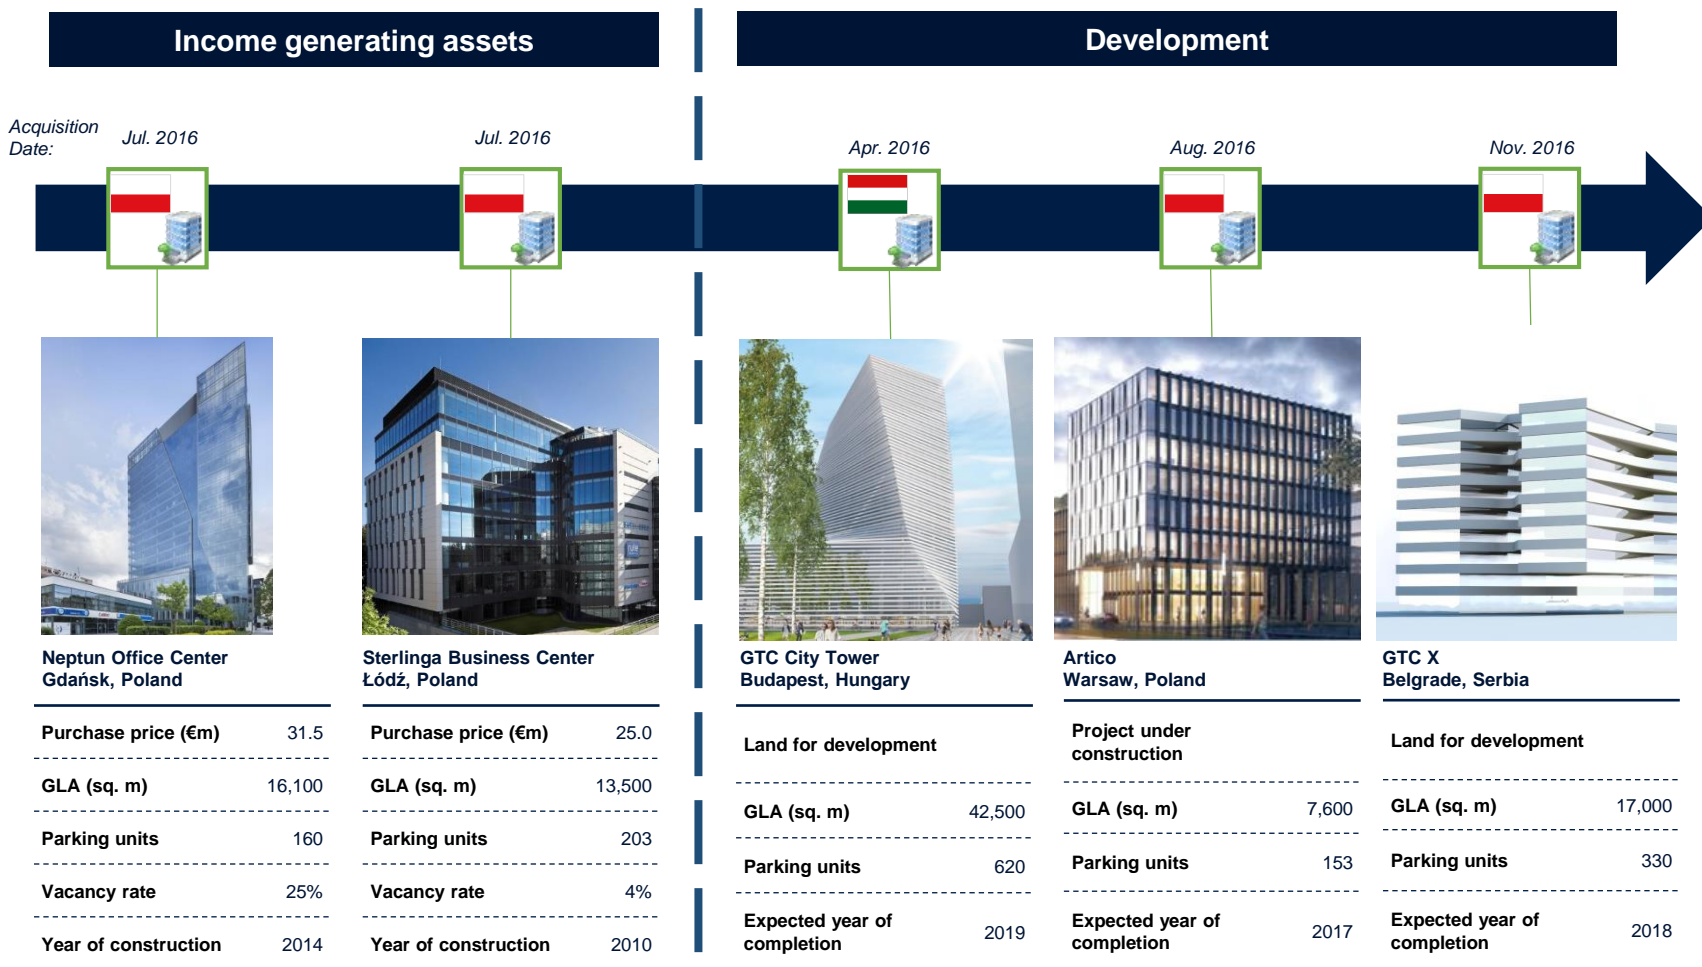 Income generating assets
Development
Acquisition
Date:
Jul. 2016
Jul. 2016
Apr. 2016
Aug. 2016
Nov. 2016
Neptun Office Center
Gdańsk, Poland
Purchase price (€m) 31.5
GLA (sq. m) 16,100
Parking units 160
Vacancy rate 25%
Year of construction 2014
Sterlinga Business Center
Łódź, Poland
Purchase price (€m) 25.0
GLA (sq. m) 13,500
Parking units 203
Vacancy rate 4%
Year of construction 2010
GTC City Tower
Budapest, Hungary
Land for development
GLA (sq. m) 42,500
Parking units 620
Expected year of
completion 2019
Artico
Warsaw, Poland
Project under
construction
GLA (sq. m) 7,600
Parking units 153
Expected year of
completion 2017
GTC X
Belgrade, Serbia
Land for development
GLA (sq. m) 17,000
Parking units 330
Expected year of
completion 2018